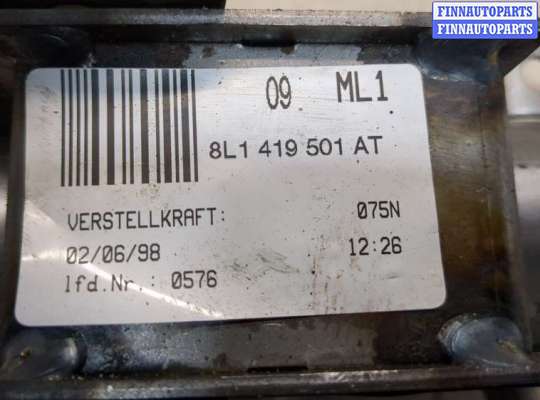 FINNAUTOPARTS
FINNAUTOPARTS
09 ML1
8L1 419 501 AT
VERSTELLKRAFT: 075N
02/06/98 12:26
lfd.Nr.: 0576